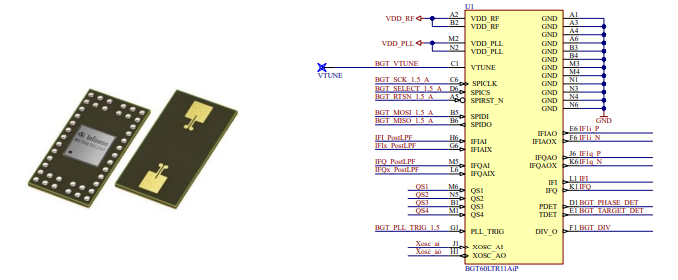 U1
VDD_RF A2 VDD_RF GND A1
B2 VDD_RF GND A3
GND A4
VDD_PLL M2 VDD_PLL GND A6
N2 VDD_PLL GND B3
GND B4
BGT_VTUNE C1 VTUNE GND M3
VTUNE GND M4
BGT_SCK_1.5_A C6 SPICLK GND N1
BGT_SELECT_1.5_A D6 SPICS GND N3
BGT_RTSN_1.5_A A5 SPIRST_N GND N4
GND N6
BGT_MOSI_1.5_A B5 SPIDI GND
BGT_MISO_1.5_A B6 SPIDO
IFIAO E6 IF1i_P
IFI_PostLPF H6 IFIAI IFIAOX F6 IF1i_N
IFIx_PostLPF G6 IFIAIX
IFQAO J6 IF1q_P
IFQ_PostLPF M5 IFQAI IFQAOX K6 IF1q_N
IFQx_PostLPF L6 IFQAIX
IFI L1 IFI
QS1 M6 QS1 IFQ K1 IFQ
QS2 N5 QS2
QS3 B1 QS3 PDET D1 BGT_PHASE_DET
QS4 M1 QS4 TDET E1 BGT_TARGET_DET
BGT_PLL_TRIG_1.5 G1 PLL_TRIG DIV_O F1 BGT_DIV
Xosc_ai J1 XOSC_AI
Xosc_ao H1 XOSC_AO
BGT60LTR11AiP
Infineon